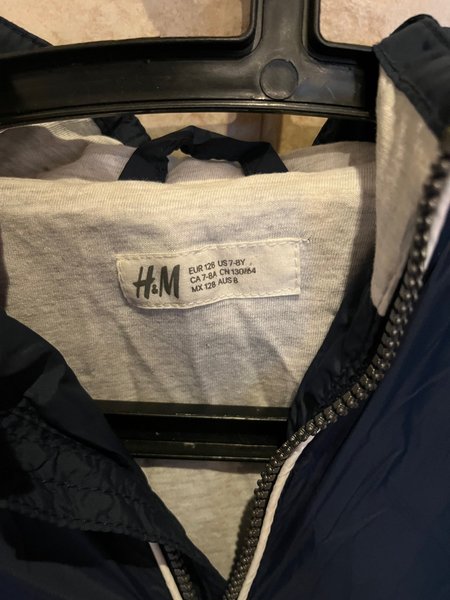 H&M
EUR 128 US 7-8Y
CA 7-8A CN 130/64
MX 128 AUS 8